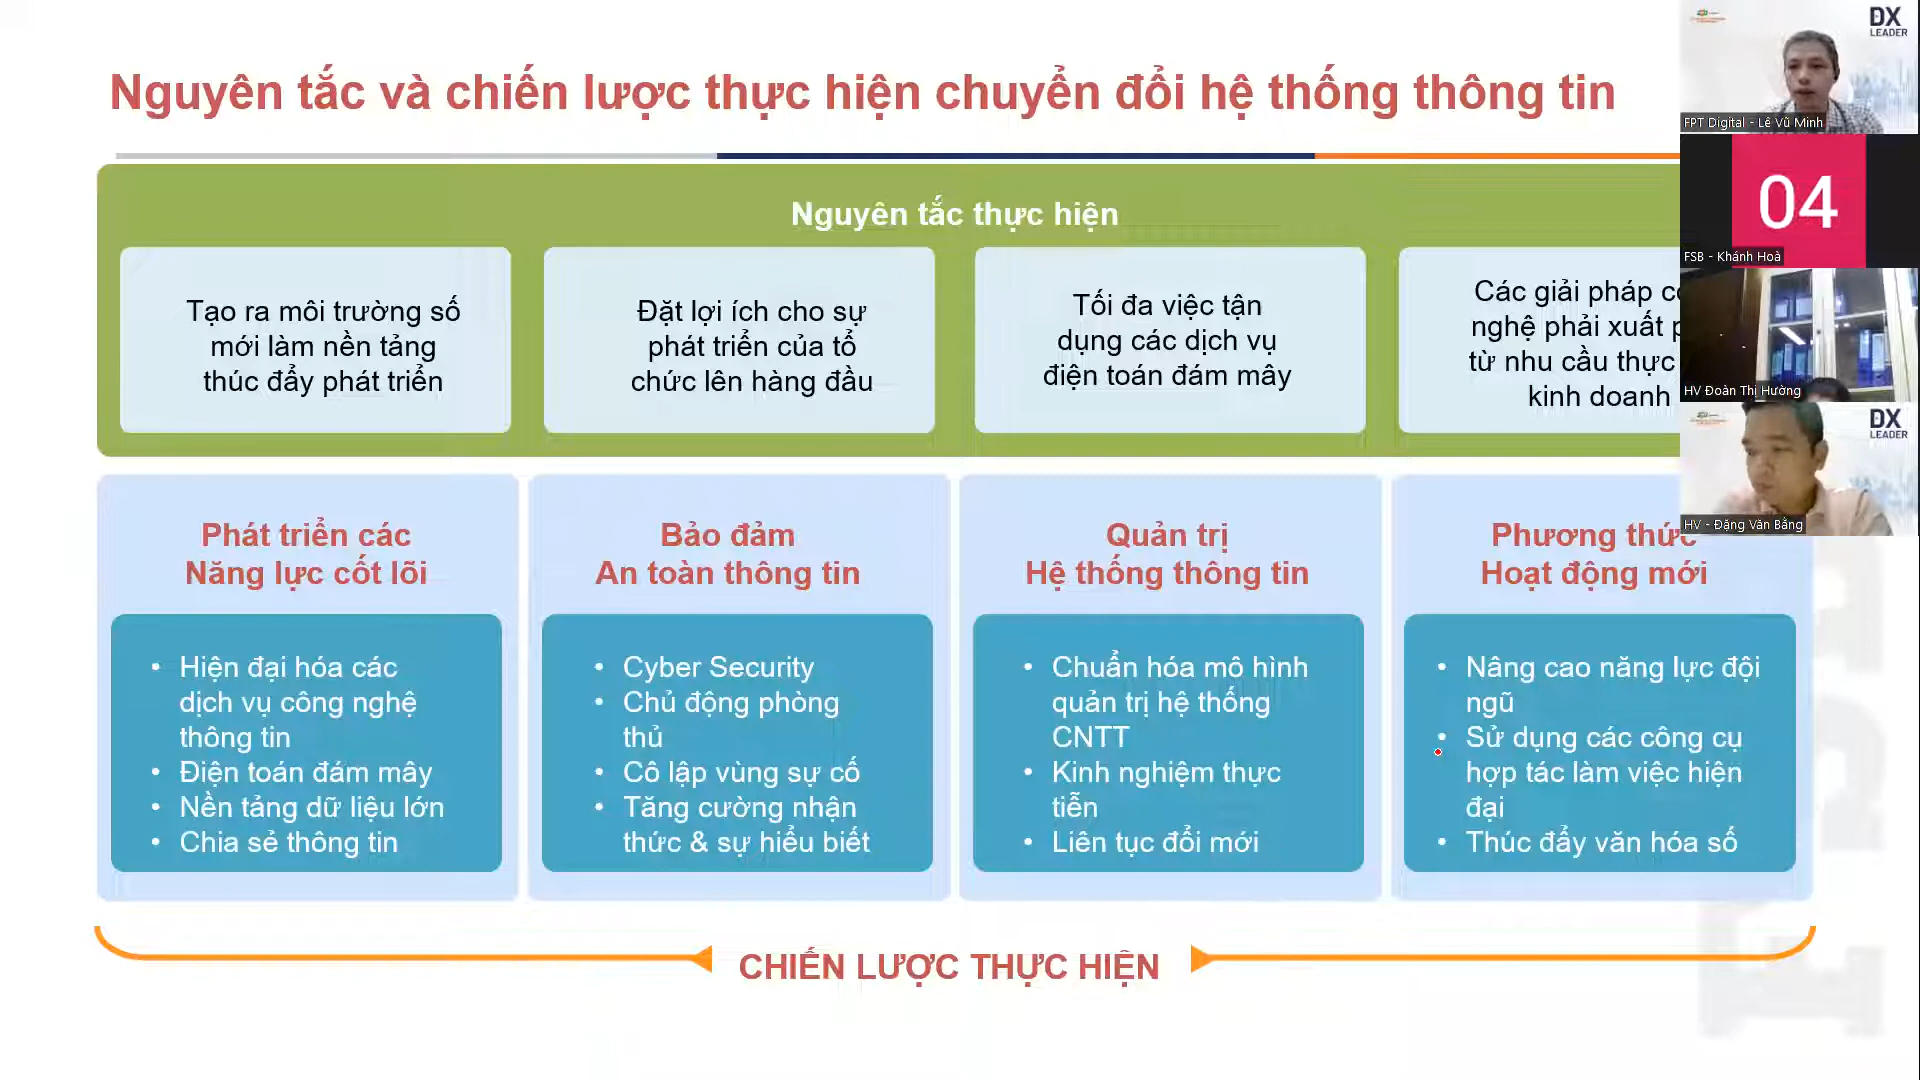 Nguyên tắc và chiến lược thực hiện chuyển đổi hệ thống thông tin
Nguyên tắc thực hiện
Tạo ra môi trường số
mới làm nền tảng
thúc đẩy phát triển
Đặt lợi ích cho sự
phát triển của tổ
chức lên hàng đầu
Tối đa việc tận
dụng các dịch vụ
điện toán đám mây
Các giải pháp
nghệ phải xuất
từ nhu cầu thực
kinh doanh
Phát triển các
Năng lực cốt lõi
Hiện đại hóa các
dịch vụ công nghệ
thông tin
Điện toán đám mây
Nền tảng dữ liệu lớn
Chia sẻ thông tin
Bảo đảm
An toàn thông tin
Cyber Security
Chủ động phòng
thủ
Cô lập vùng sự cố
Tăng cường nhận
thức & sự hiểu biết
Quản trị
Hệ thống thông tin
Chuẩn hóa mô hình
quản trị hệ thống
CNTT
Kinh nghiệm thực
tiễn
Liên tục đổi mới
Phương thức
Hoạt động mới
Nâng cao năng lực đội
ngũ
Sử dụng các công cụ
hợp tác làm việc hiện
đại
Thúc đẩy văn hóa số
CHIẾN LƯỢC THỰC HIỆN
DX
LEADER
FPT Digital - Lê Vũ Minh
04
FSB - Khánh Hoà
HV Đoàn Thị Hường
DX
LEADER
HV - Đặng Văn Bằng